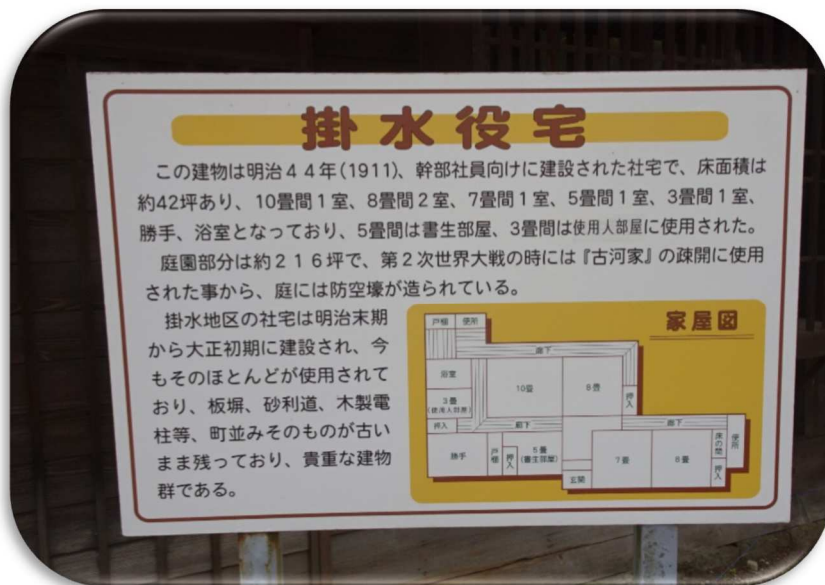 掛水役宅
この建物は明治44年(1911)、幹部社員向けに建設された社宅で、床面積は
約42坪あり、10畳間1室、8畳間2室、7畳間1室、5畳間1室、3畳間1室、
勝手、浴室となっており、5畳間は書生部屋、3畳間は使用人部屋に使用された。
庭園部分は約216坪で、第2次世界大戦の時には『古河家』の疎開に使用
された事から、庭には防空壕が造られている。
掛水地区の社宅は明治末期
から大正初期に建設され、今
もそのほとんどが使用されて
おり、板塀、砂利道、木製電
柱等、町並みそのものが古い
まま残っており、貴重な建物
群である。
家屋図
戸棚
便所
廊下
浴室
10畳
8畳
3畳
(使用人部屋)
押入
押入
廊下
廊下
勝手
戸棚
押入
5畳
(書生部屋)
玄関
7畳
8畳
床の間
押入
便所